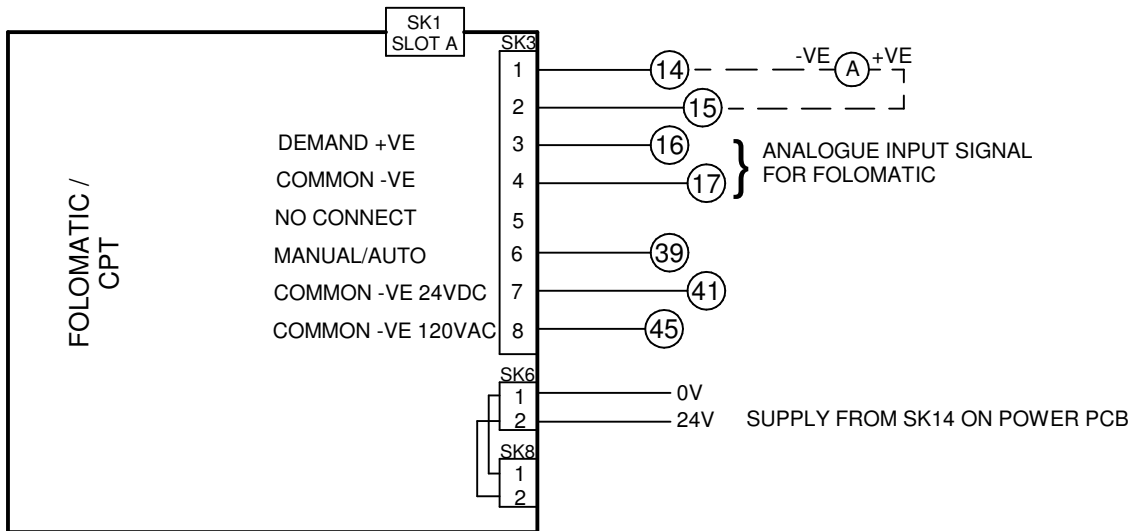 SK1
SLOT A
SK3
1 14 -VE A +VE
2 15
DEMAND +VE 3 16
COMMON -VE 4 17
ANALOGUE INPUT SIGNAL
FOR FOLOMATIC
NO CONNECT 5
MANUAL/AUTO 6 39
COMMON -VE 24VDC 7 41
COMMON -VE 120VAC 8 45
FOLOMATIC /
CPT
SK6
1 0V
2 24V SUPPLY FROM SK14 ON POWER PCB
SK8
1
2